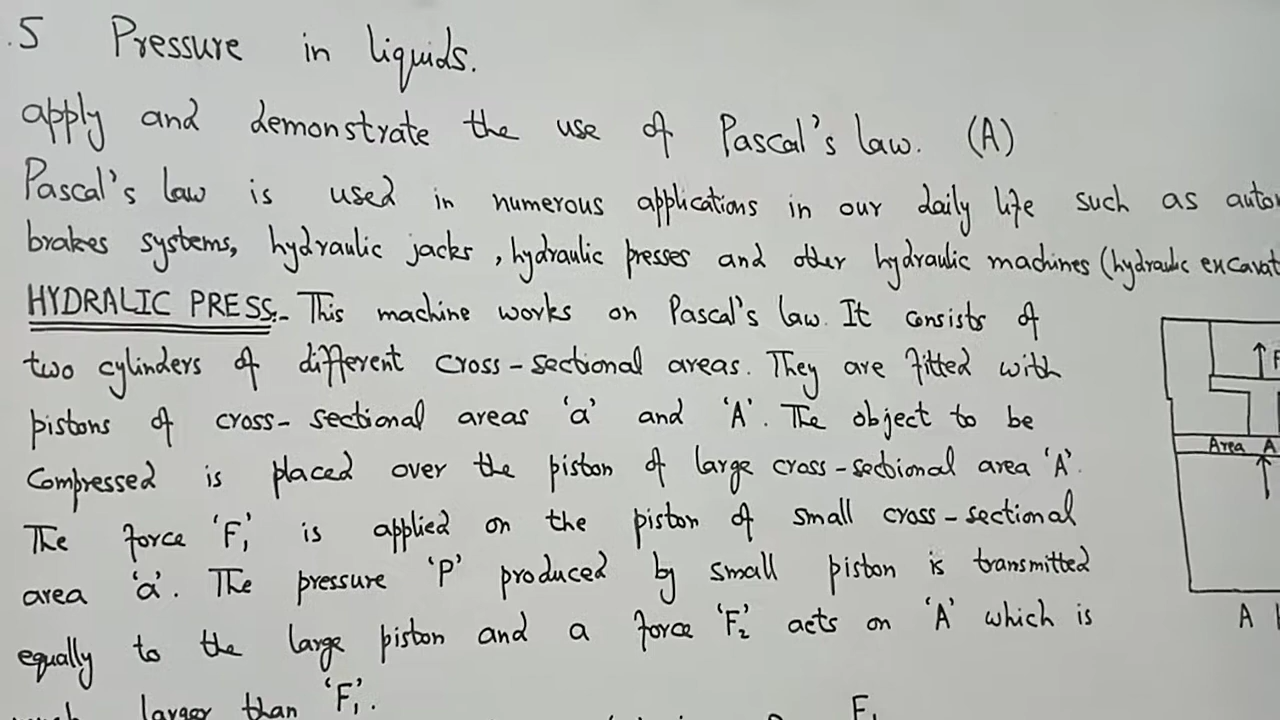 .5 Pressure in liquids.
apply and demonstrate the use of Pascal's law. (A)
Pascal's law is used in numerous applications in our daily life such as
brakes systems, hydraulic jacks, hydraulic presses and other hydraulic machines (hydraulic
HYDRALIC PRESS:- This machine works on Pascal's law. It consists of
two cylinders of different cross-sectional areas. They are fitted with
pistons of cross-sectional areas 'a' and 'A'. The object to be
Compressed is placed over the piston of large cross-sectional area 'A'.
The force 'F₁' is applied on the piston of small cross-sectional
area 'a'. The pressure 'P' produced by small piston is transmitted
equally to the large piston and a force 'F₂' acts on 'A' which is
larger than 'F₁'.
F₁
F
Area A
A